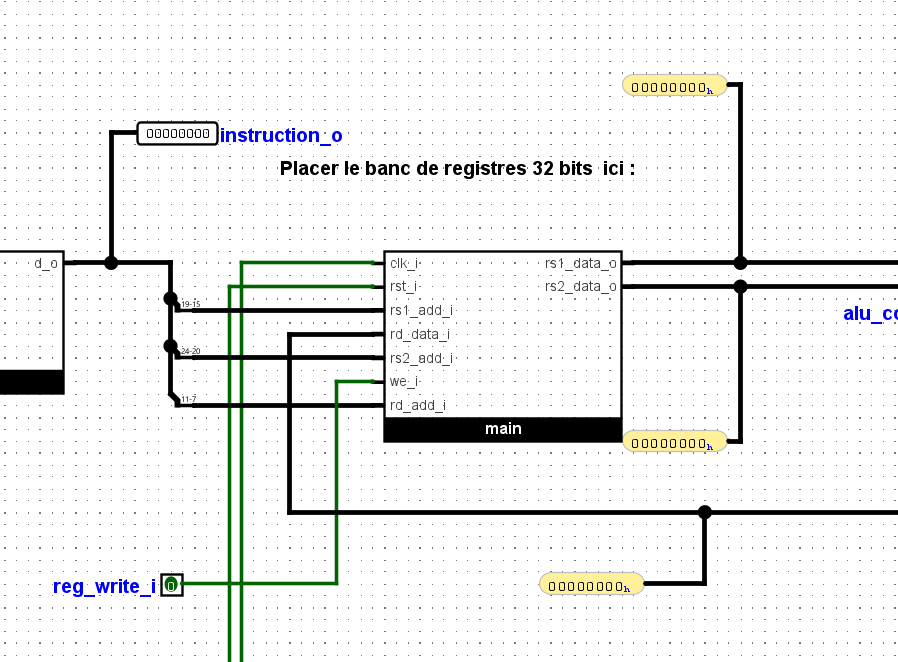 00000000h
00000000 instruction_o
Placer le banc de registres 32 bits ici :
d_o
clk_i
rs1_data_o
rst_i
rs2_data_o
19-15
rs1_add_i
alu_co
rd_data_i
24-20
rs2_add_i
we_i
11-7
rd_add_i
main
00000000h
reg_write_i 0
00000000h